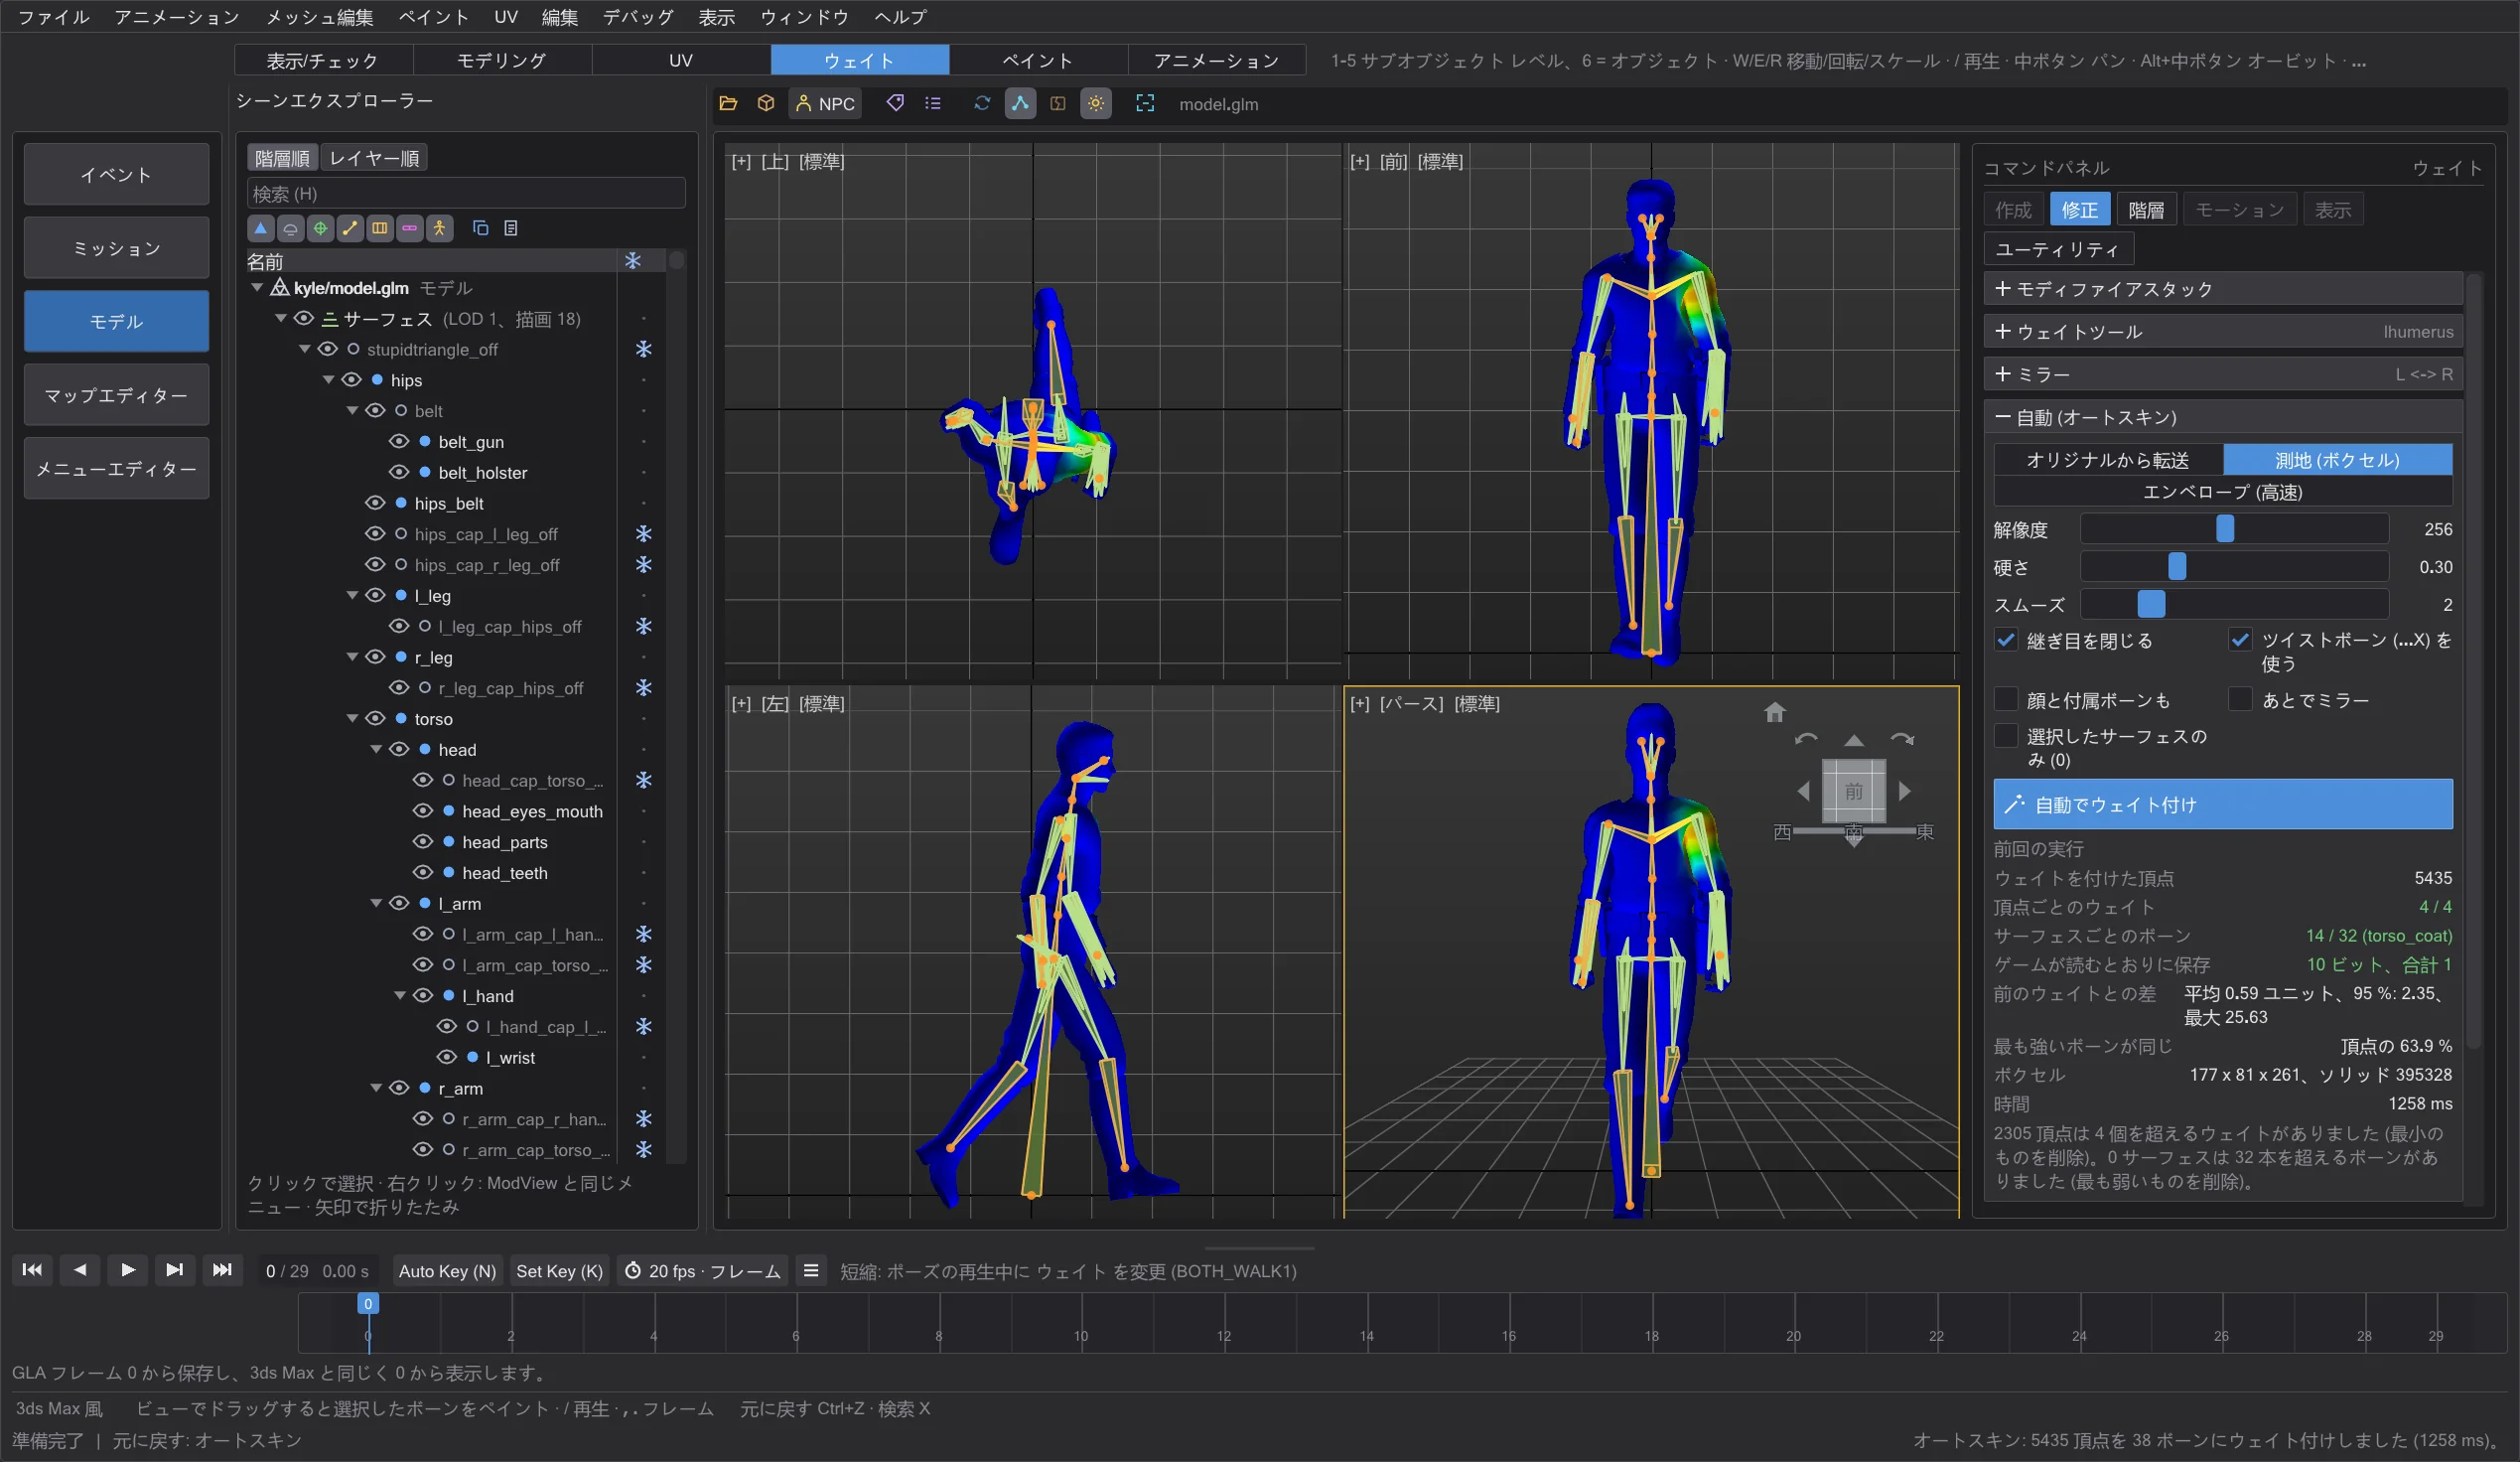 ファイル アニメーション メッシュ編集 ペイント UV 編集 デバッグ 表示 ウィンドウ ヘルプ
表示/チェック モデリング UV ウェイト ペイント アニメーション 1-5 サブオブジェクト レベル、6 = オブジェクト · W/E/R 移動/回転/スケール · / 再生 · 中ボタン パン · Alt+中ボタン オービット · ...
イベント
ミッション
モデル
マップエディター
メニューエディター
シーンエクスプローラー
階層順 レイヤー順
検索 (H)
名前
kyle/model.glm モデル
サーフェス (LOD 1、描画 18)
stupidtriangle_off
hips
belt
belt_gun
belt_holster
hips_belt
hips_cap_l_leg_off
hips_cap_r_leg_off
l_leg
l_leg_cap_hips_off
r_leg
r_leg_cap_hips_off
torso
head
head_cap_torso_...
head_eyes_mouth
head_parts
head_teeth
l_arm
l_arm_cap_l_han...
l_arm_cap_torso_...
l_hand
l_hand_cap_l_...
l_wrist
r_arm
r_arm_cap_r_han...
r_arm_cap_torso_...
クリックで選択 · 右クリック: ModView と同じメ
ニュー · 矢印で折りたたみ
NPC model.glm
[+] [上] [標準]
[+] [前] [標準]
[+] [左] [標準]
[+] [パース] [標準]
前
西 南 東
コマンドパネル ウェイト
作成 修正 階層 モーション 表示
ユーティリティ
モディファイアスタック
ウェイトツール lhumerus
ミラー L <-> R
自動 (オートスキン)
オリジナルから転送 測地 (ボクセル)
エンベロープ (高速)
解像度 256
硬さ 0.30
スムーズ 2
継ぎ目を閉じる ツイストボーン (...X) を
使う
顔と付属ボーンも あとでミラー
選択したサーフェスの
み (0)
自動でウェイト付け
前回の実行
ウェイトを付けた頂点 5435
頂点ごとのウェイト 4 / 4
サーフェスごとのボーン 14 / 32 (torso_coat)
ゲームが読むとおりに保存 10 ビット、合計 1
前のウェイトとの差 平均 0.59 ユニット、95 %: 2.35、
最大 25.63
最も強いボーンが同じ 頂点の 63.9 %
ボクセル 177 x 81 x 261、ソリッド 395328
時間 1258 ms
2305 頂点は 4 個を超えるウェイトがありました (最小の
ものを削除)。0 サーフェスは 32 本を超えるボーンがあ
りました (最も弱いものを削除)。
0 / 29 0.00 s Auto Key (N) Set Key (K) 20 fps · フレーム 短縮: ポーズの再生中に ウェイト を変更 (BOTH_WALK1)
0
0 2 4 6 8 10 12 14 16 18 20 22 24 26 28 29
GLA フレーム 0 から保存し、3ds Max と同じく 0 から表示します。
3ds Max 風 ビューでドラッグすると選択したボーンをペイント · / 再生 · , . フレーム 元に戻す Ctrl+Z · 検索 X
準備完了 | 元に戻す: オートスキン オートスキン: 5435 頂点を 38 ボーンにウェイト付けしました (1258 ms)。